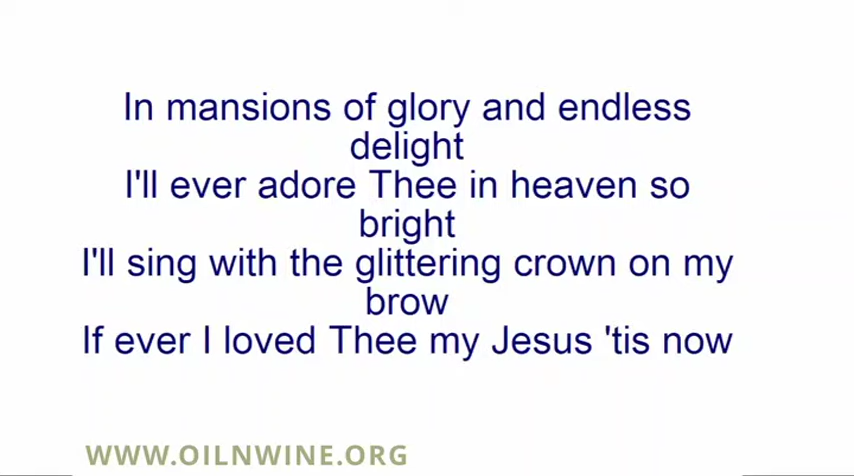 In mansions of glory and endless
delight
I'll ever adore Thee in heaven so
bright
I'll sing with the glittering crown on my
brow
If ever I loved Thee my Jesus 'tis now
WWW.OILNWINE.ORG